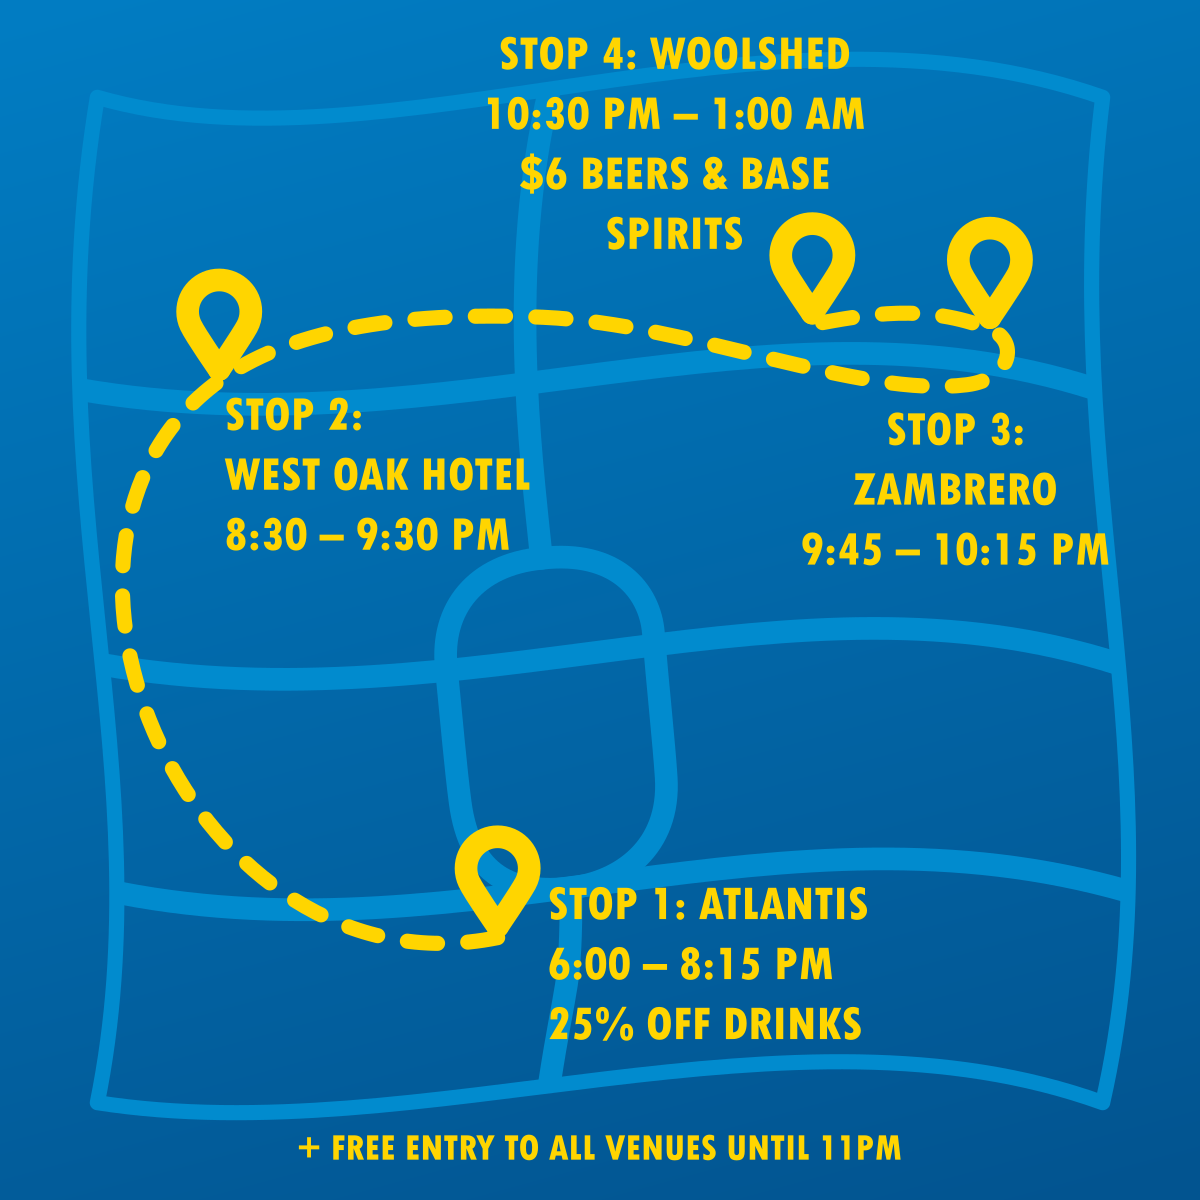 STOP 4: WOOLSHED
10:30 PM – 1:00 AM
$6 BEERS & BASE
SPIRITS
STOP 2:
WEST OAK HOTEL
8:30 – 9:30 PM
STOP 3:
ZAMBRERO
9:45 – 10:15 PM
STOP 1: ATLANTIS
6:00 – 8:15 PM
25% OFF DRINKS
+ FREE ENTRY TO ALL VENUES UNTIL 11PM